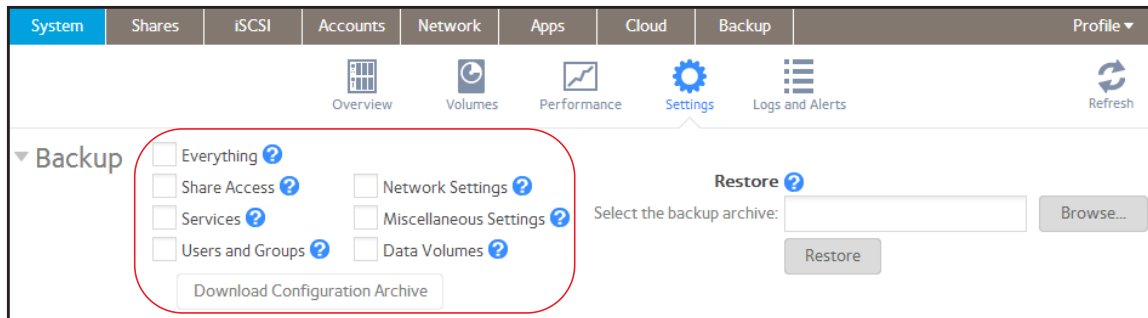 System Shares iSCSI Accounts Network Apps Cloud Backup Profile
Overview Volumes Performance Settings Logs and Alerts Refresh
Backup
Everything ?
Share Access ? Network Settings ?
Services ? Miscellaneous Settings ?
Users and Groups ? Data Volumes ?
Download Configuration Archive
Restore ?
Select the backup archive: Browse...
Restore